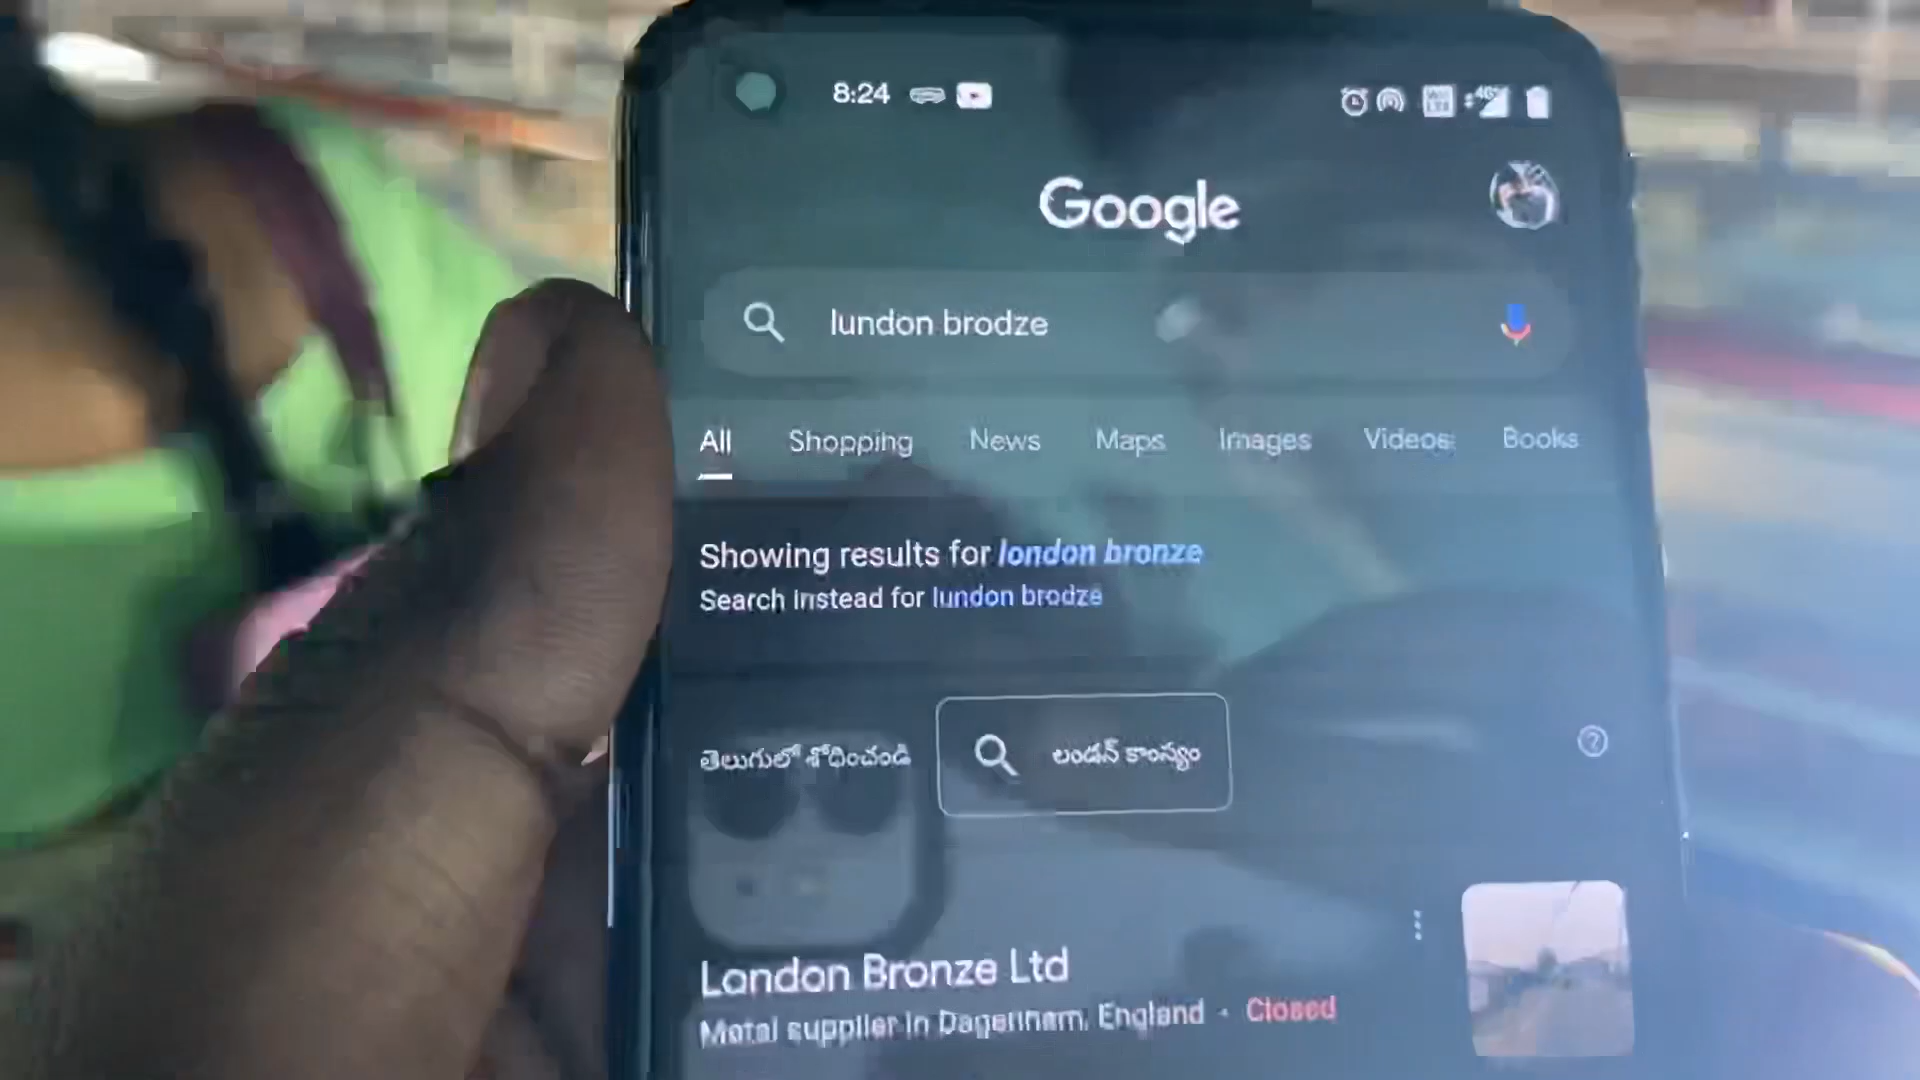 8:24
4G
Google
lundon brodze
All Shopping News Maps Images Videos Books
Showing results for london bronze
Search instead for lundon brodze
తెలుగులో శోధించండి లండన్ కాంస్యం
London Bronze Ltd
Metal supplier in Dagenham, England · Closed